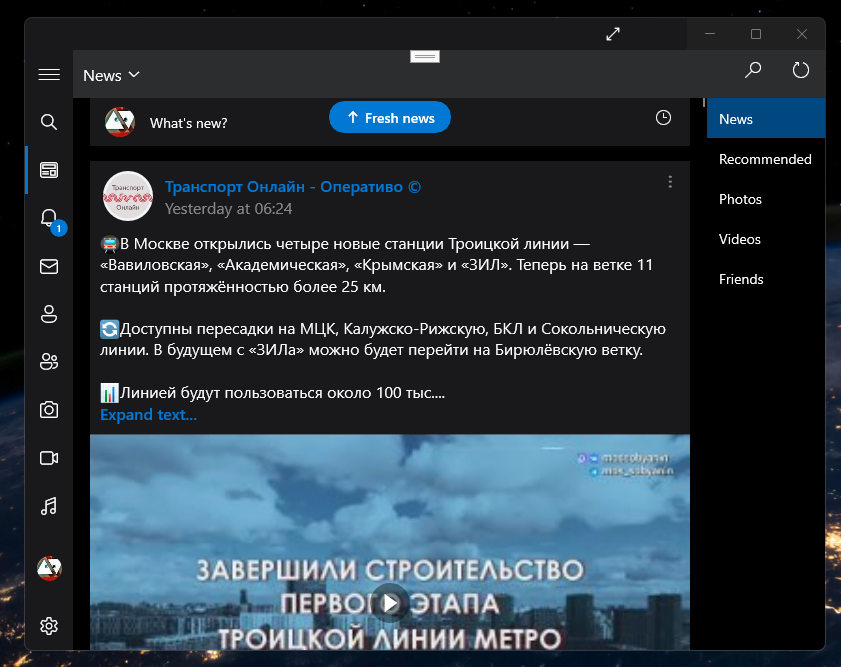 News
What's new?
Fresh news
News
Recommended
Photos
Videos
Friends
1
Транспорт
Онлайн
Транспорт Онлайн - Оперативо ©
Yesterday at 06:24
В Москве открылись четыре новые станции Троицкой линии —
«Вавиловская», «Академическая», «Крымская» и «ЗИЛ». Теперь на ветке 11
станций протяжённостью более 25 км.
Доступны пересадки на МЦК, Калужско-Рижскую, БКЛ и Сокольническую
линии. В будущем с «ЗИЛа» можно будет перейти на Бирюлёвскую ветку.
Линией будут пользоваться около 100 тыс....
Expand text...
mossobyanin
mos_sobyanin
ЗАВЕРШИЛИ СТРОИТЕЛЬСТВО
ПЕРВОГО ЭТАПА
ТРОИЦКОЙ ЛИНИИ МЕТРО